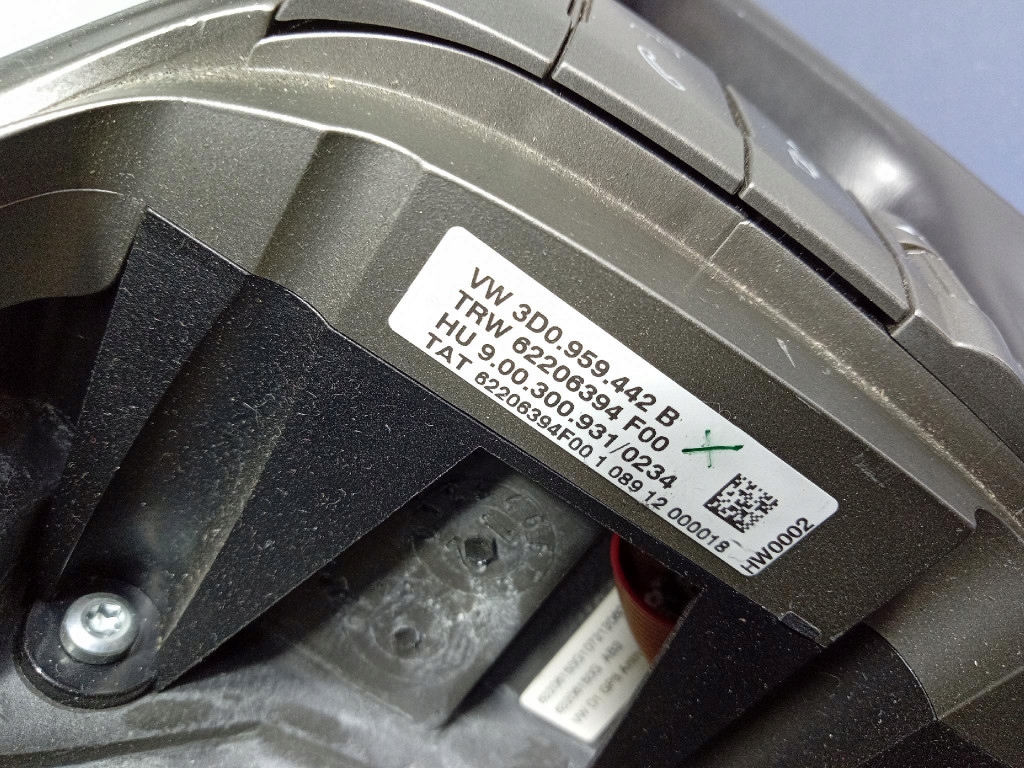 VW 3D0.959.442 B
TRW 62206394 F00
HU 9.00.300.931/0234
TAT 62206394F00 1 089 12 000018
HW0002